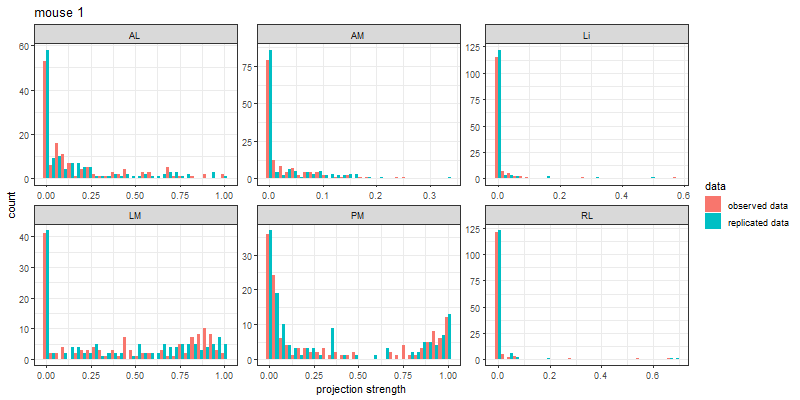 mouse 1
AL
AM
Li
60
40
20
0
0.00 0.25 0.50 0.75 1.00
75
50
25
0
0.0 0.1 0.2 0.3
125
100
75
50
25
0
0.0 0.2 0.4 0.6
LM
PM
RL
40
30
20
10
0
0.00 0.25 0.50 0.75 1.00
30
20
10
0
0.00 0.25 0.50 0.75 1.00
125
100
75
50
25
0
0.0 0.2 0.4 0.6
count
projection strength
data
observed data
replicated data